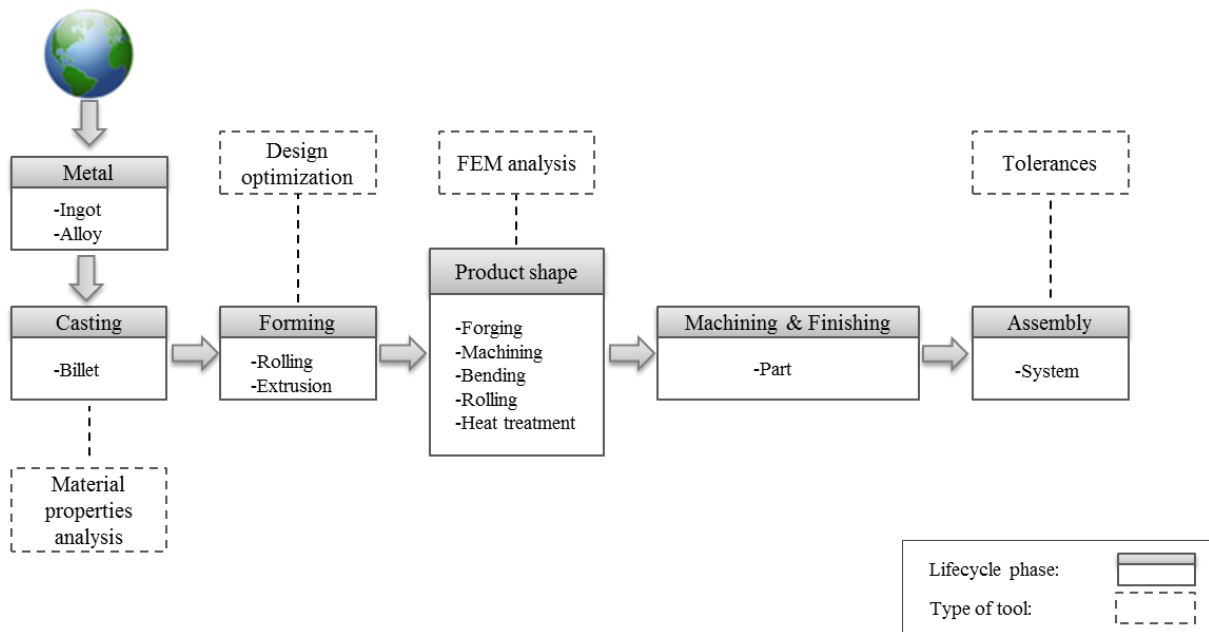 Metal
-Ingot
-Alloy
Casting
-Billet
Material
properties
analysis
Design
optimization
Forming
-Rolling
-Extrusion
FEM analysis
Product shape
-Forging
-Machining
-Bending
-Rolling
-Heat treatment
Machining & Finishing
-Part
Tolerances
Assembly
-System
Lifecycle phase:
Type of tool: